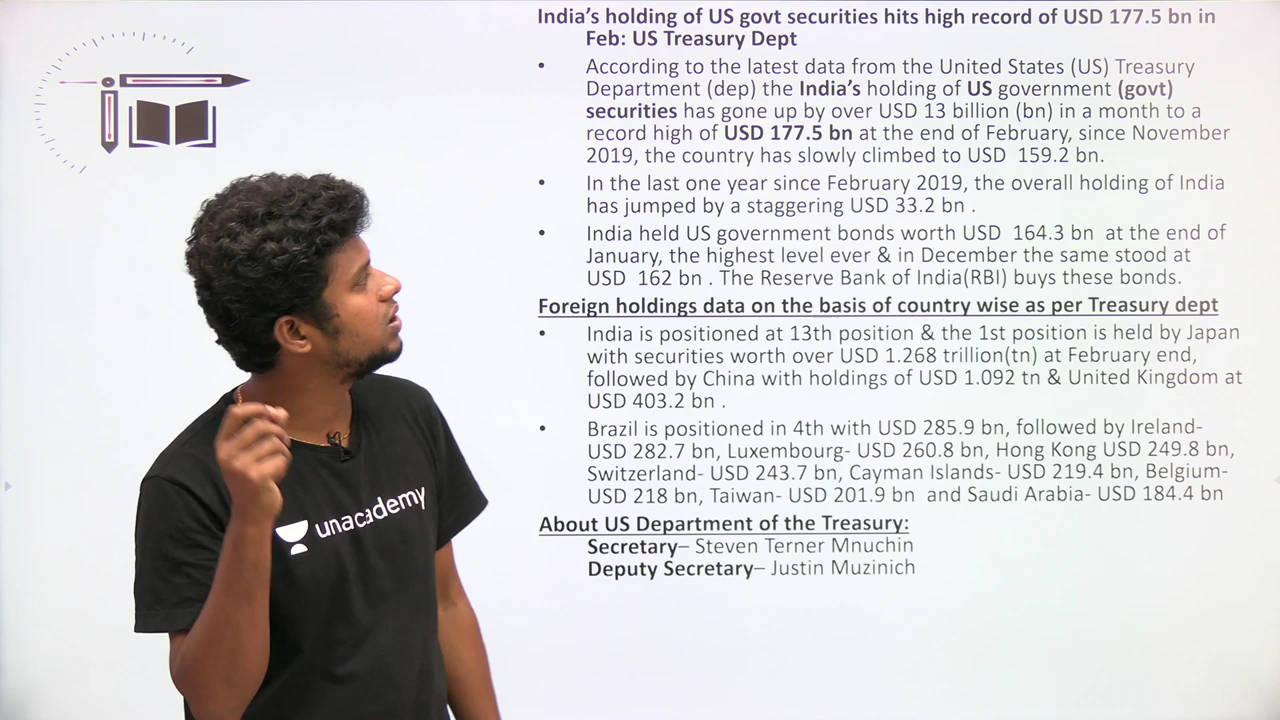 India's holding of US govt securities hits high record of USD 177.5 bn in
Feb: US Treasury Dept
• According to the latest data from the United States (US) Treasury
Department (dep) the India's holding of US government (govt)
securities has gone up by over USD 13 billion (bn) in a month to a
record high of USD 177.5 bn at the end of February, since November
2019, the country has slowly climbed to USD 159.2 bn.
• In the last one year since February 2019, the overall holding of India
has jumped by a staggering USD 33.2 bn .
• India held US government bonds worth USD 164.3 bn at the end of
January, the highest level ever & in December the same stood at
USD 162 bn . The Reserve Bank of India(RBI) buys these bonds.
Foreign holdings data on the basis of country wise as per Treasury dept
• India is positioned at 13th position & the 1st position is held by Japan
with securities worth over USD 1.268 trillion(tn) at February end,
followed by China with holdings of USD 1.092 tn & United Kingdom at
USD 403.2 bn .
• Brazil is positioned in 4th with USD 285.9 bn, followed by Ireland-
USD 282.7 bn, Luxembourg- USD 260.8 bn, Hong Kong USD 249.8 bn,
Switzerland- USD 243.7 bn, Cayman Islands- USD 219.4 bn, Belgium-
USD 218 bn, Taiwan- USD 201.9 bn and Saudi Arabia- USD 184.4 bn
About US Department of the Treasury:
Secretary– Steven Terner Mnuchin
Deputy Secretary– Justin Muzinich
unacademy